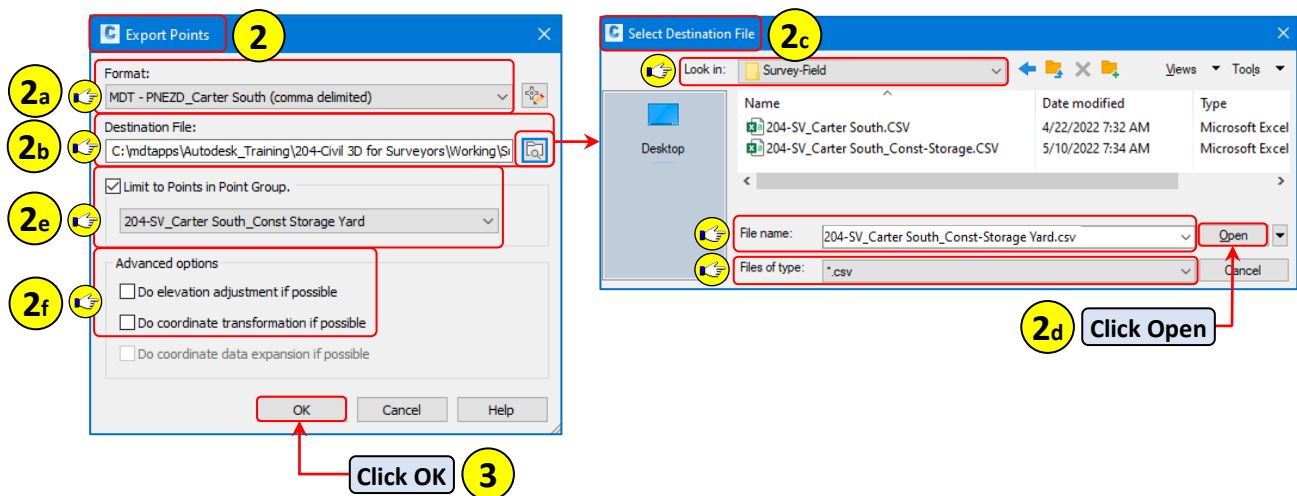 Export Points
2
Format:
2a
MDT - PNEZD_Carter South (comma delimited)
Destination File:
2b
C:\mdtapps\Autodesk_Training\204-Civil 3D for Surveyors\Working\
Limit to Points in Point Group.
2e
204-SV_Carter South_Const Storage Yard
Advanced options
2f
Do elevation adjustment if possible
Do coordinate transformation if possible
Do coordinate data expansion if possible
OK Cancel Help
Click OK 3
Select Destination File
2c
Look in: Survey-Field Views Tools
Name Date modified Type
204-SV_Carter South.CSV 4/22/2022 7:32 AM Microsoft Excel
204-SV_Carter South_Const-Storage.CSV 5/10/2022 7:34 AM Microsoft Excel
Desktop
File name: 204-SV_Carter South_Const-Storage Yard.csv Open
Files of type: *.csv Cancel
2d Click Open